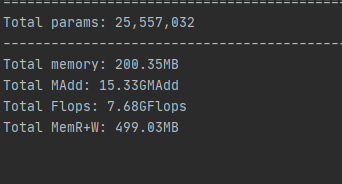 Total params: 25,557,032
Total memory: 200.35MB
Total MAdd: 15.33GMAdd
Total Flops: 7.68GFlops
Total MemR+W: 499.03MB